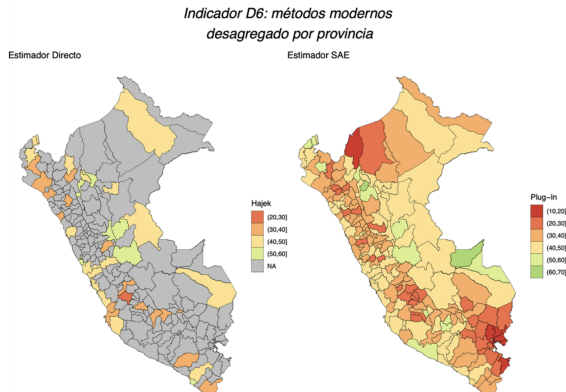 Indicador D6: métodos modernos
desagregado por provincia
Estimador Directo
Estimador SAE
Hajek
(20,30]
(30,40]
(40,50]
(50,60]
NA
Plug-In
(10,20]
(20,30]
(30,40]
(40,50]
(50,60]
(60,70]